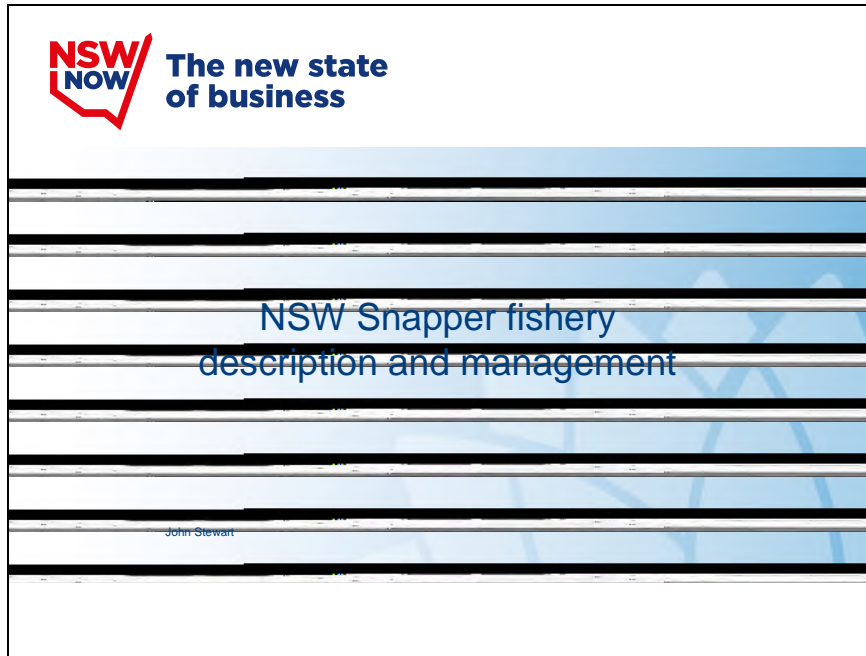 NSW
NOW
The new state
of business
NSW Snapper fishery
description and management
John Stewart